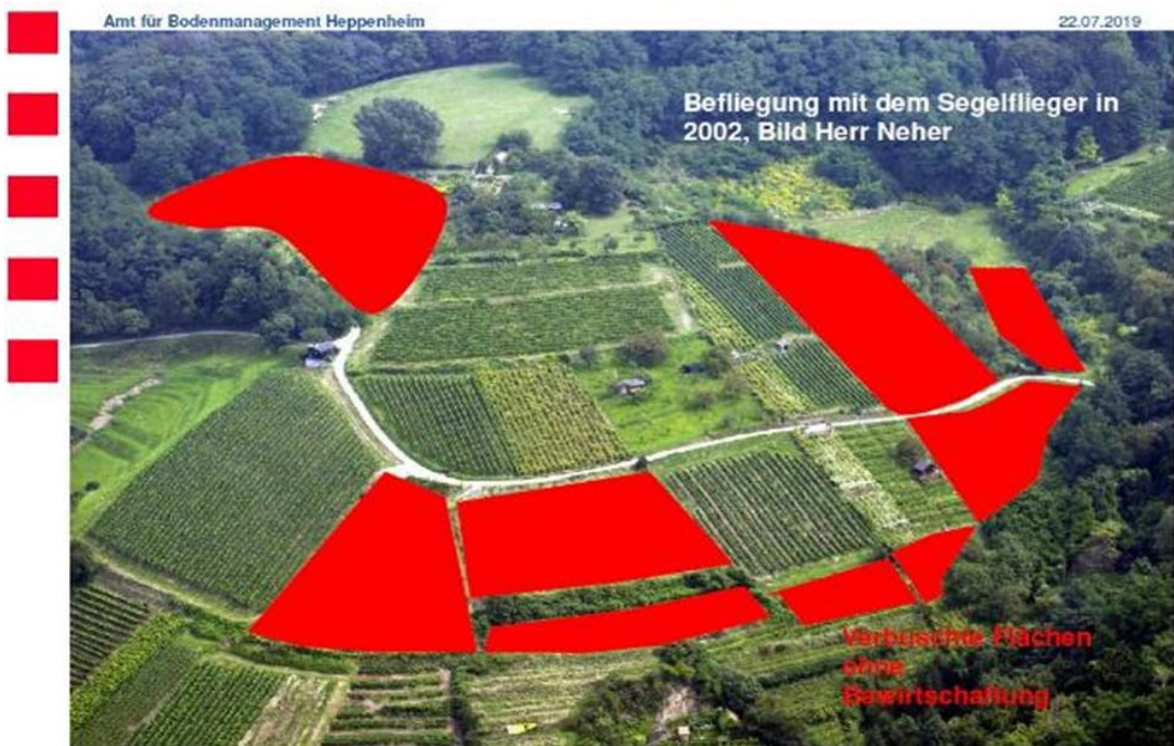 Amt für Bodenmanagement Heppenheim
22.07.2019
Befliegung mit dem Segelflieger in
2002, Bild Herr Neher
Verbuschte Flächen
ohne
Bewirtschaftung